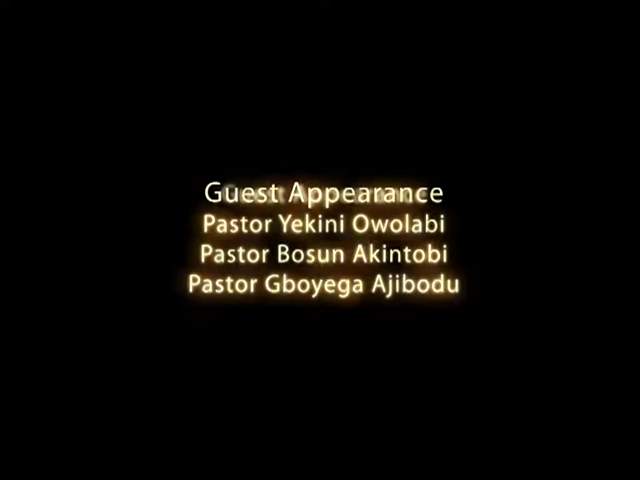 Guest Appearance
Pastor Yekini Owolabi
Pastor Bosun Akintobi
Pastor Gboyega Ajibodu